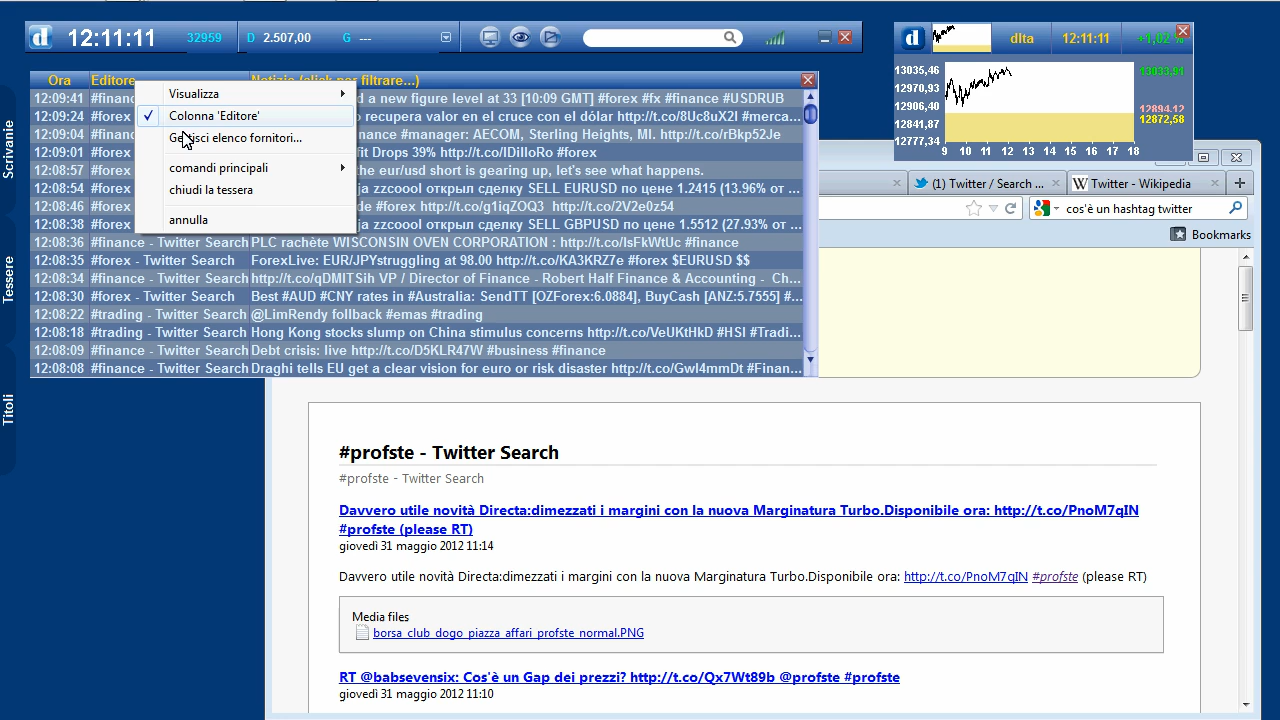 d 12:11:11 32959 D 2.507,00 G ---
d dlta 12:11:11 +1,02 %
13035,46
12970,93
12906,40
12841,87
12777,34
13033,91
12894,12
12872,58
9 10 11 12 13 14 15 16 17 18
Ora Editore Notizie (click per filtrare...)
12:09:41 #financ d a new figure level at 33 [10:09 GMT] #forex #fx #finance #USDRUB
12:09:24 #forex o recupera valor en el cruce con el dólar http://t.co/8Uc8uX2I #merca...
12:09:04 #financ nance #manager: AECOM, Sterling Heights, MI. http://t.co/rBkp52Je
12:09:01 #forex fit Drops 39% http://t.co/IDilloRo #forex
12:08:57 #forex the eur/usd short is gearing up, let's see what happens.
12:08:54 #forex ja zzcoool открыл сделку SELL EURUSD по цене 1.2415 (13.96% от ...
12:08:46 #forex de #forex http://t.co/g1iqZOQ3 http://t.co/2V2e0z54
12:08:38 #forex ja zzcoool открыл сделку SELL GBPUSD по цене 1.5512 (27.93% от ...
12:08:36 #finance - Twitter Search PLC rachète WISCONSIN OVEN CORPORATION : http://t.co/IsFkWtUc #finance
12:08:35 #forex - Twitter Search ForexLive: EUR/JPYstruggling at 98.00 http://t.co/KA3KRZ7e #forex $EURUSD $$
12:08:34 #finance - Twitter Search http://t.co/qDMITSih VP / Director of Finance - Robert Half Finance & Accounting - Ch...
12:08:30 #forex - Twitter Search Best #AUD #CNY rates in #Australia: SendTT [OZForex:6.0884], BuyCash [ANZ:5.7555] #...
12:08:22 #trading - Twitter Search @LimRendy follback #emas #trading
12:08:18 #trading - Twitter Search Hong Kong stocks slump on China stimulus concerns http://t.co/VeUKtHkD #HSI #Tradi...
12:08:09 #finance - Twitter Search Debt crisis: live http://t.co/D5KLR47W #business #finance
12:08:08 #finance - Twitter Search Draghi tells EU get a clear vision for euro or risk disaster http://t.co/GwI4mmDt #Finan...
Visualizza
Colonna 'Editore'
Gestisci elenco fornitori...
comandi principali
chiudi la tessera
annulla
Scrivanie
Tessere
Titoli
(1) Twitter / Search ... W Twitter - Wikipedia
cos'è un hashtag twitter
Bookmarks
#profste - Twitter Search
#profste - Twitter Search
Davvero utile novità Directa:dimezzati i margini con la nuova Marginatura Turbo.Disponibile ora: http://t.co/PnoM7qIN
#profste (please RT)
giovedì 31 maggio 2012 11:14
Davvero utile novità Directa:dimezzati i margini con la nuova Marginatura Turbo.Disponibile ora: http://t.co/PnoM7qIN #profste (please RT)
Media files
borsa_club_dogo_piazza_affari_profste_normal.PNG
RT @babsevensix: Cos'è un Gap dei prezzi? http://t.co/Qx7Wt89b @profste #profste
giovedì 31 maggio 2012 11:10